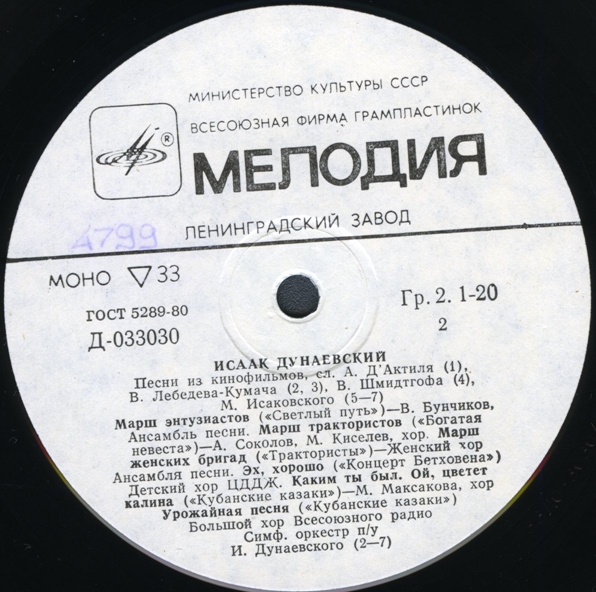 МИНИСТЕРСТВО КУЛЬТУРЫ СССР
ВСЕСОЮЗНАЯ ФИРМА ГРАМПЛАСТИНОК
®
МЕЛОДИЯ
ЛЕНИНГРАДСКИЙ ЗАВОД
А799
МОНО ▽ 33
ГОСТ 5289-80
Д-033030
Гр. 2. 1-20
2
ИСААК ДУНАЕВСКИЙ
Песни из кинофильмов, сл. А. Д'Актиля (1),
В. Лебедева-Кумача (2, 3), В. Шмидтгофа (4),
М. Исаковского (5—7)
Марш энтузиастов («Светлый путь»)—В. Бунчиков,
Ансамбль песни. Марш трактористов («Богатая
невеста»)—А. Соколов, М. Киселев, хор. Марш
женских бригад («Трактористы»)—Женский хор
Ансамбля песни. Эх, хорошо («Концерт Бетховена»)
Детский хор ЦДДЖ. Каким ты был. Ой, цветет
калина («Кубанские казаки»)—М. Максакова, хор
Урожайная песня («Кубанские казаки»)
Большой хор Всесоюзного радио
Симф. оркестр п/у
И. Дунаевского (2—7)